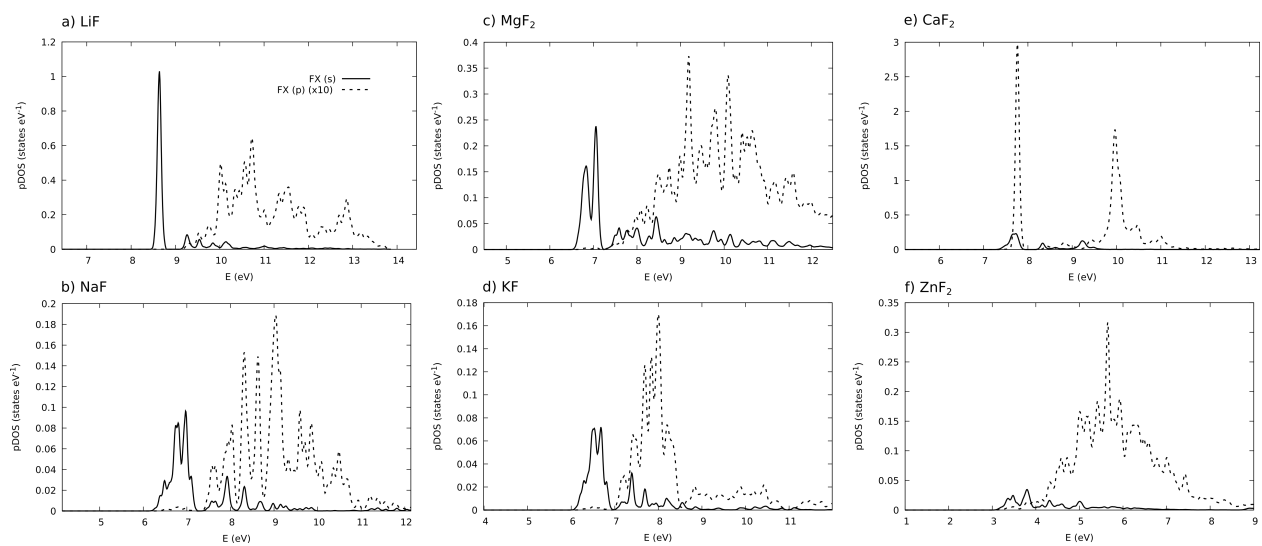 a) LiF
1.2
1
0.8
0.6
0.4
0.2
0
pDOS (states eV-1)
FX (s)
FX (p) (x10)
7 8 9 10 11 12 13 14
E (eV)
c) MgF2
0.4
0.35
0.3
0.25
0.2
0.15
0.1
0.05
0
pDOS (states eV-1)
5 6 7 8 9 10 11 12
E (eV)
e) CaF2
3
2.5
2
1.5
1
0.5
0
pDOS (states eV-1)
6 7 8 9 10 11 12 13
E (eV)
b) NaF
0.2
0.18
0.16
0.14
0.12
0.1
0.08
0.06
0.04
0.02
0
pDOS (states eV-1)
5 6 7 8 9 10 11 12
E (eV)
d) KF
0.18
0.16
0.14
0.12
0.1
0.08
0.06
0.04
0.02
0
pDOS (states eV-1)
4 5 6 7 8 9 10 11
E (eV)
f) ZnF2
0.35
0.3
0.25
0.2
0.15
0.1
0.05
0
pDOS (states eV-1)
1 2 3 4 5 6 7 8 9
E (eV)